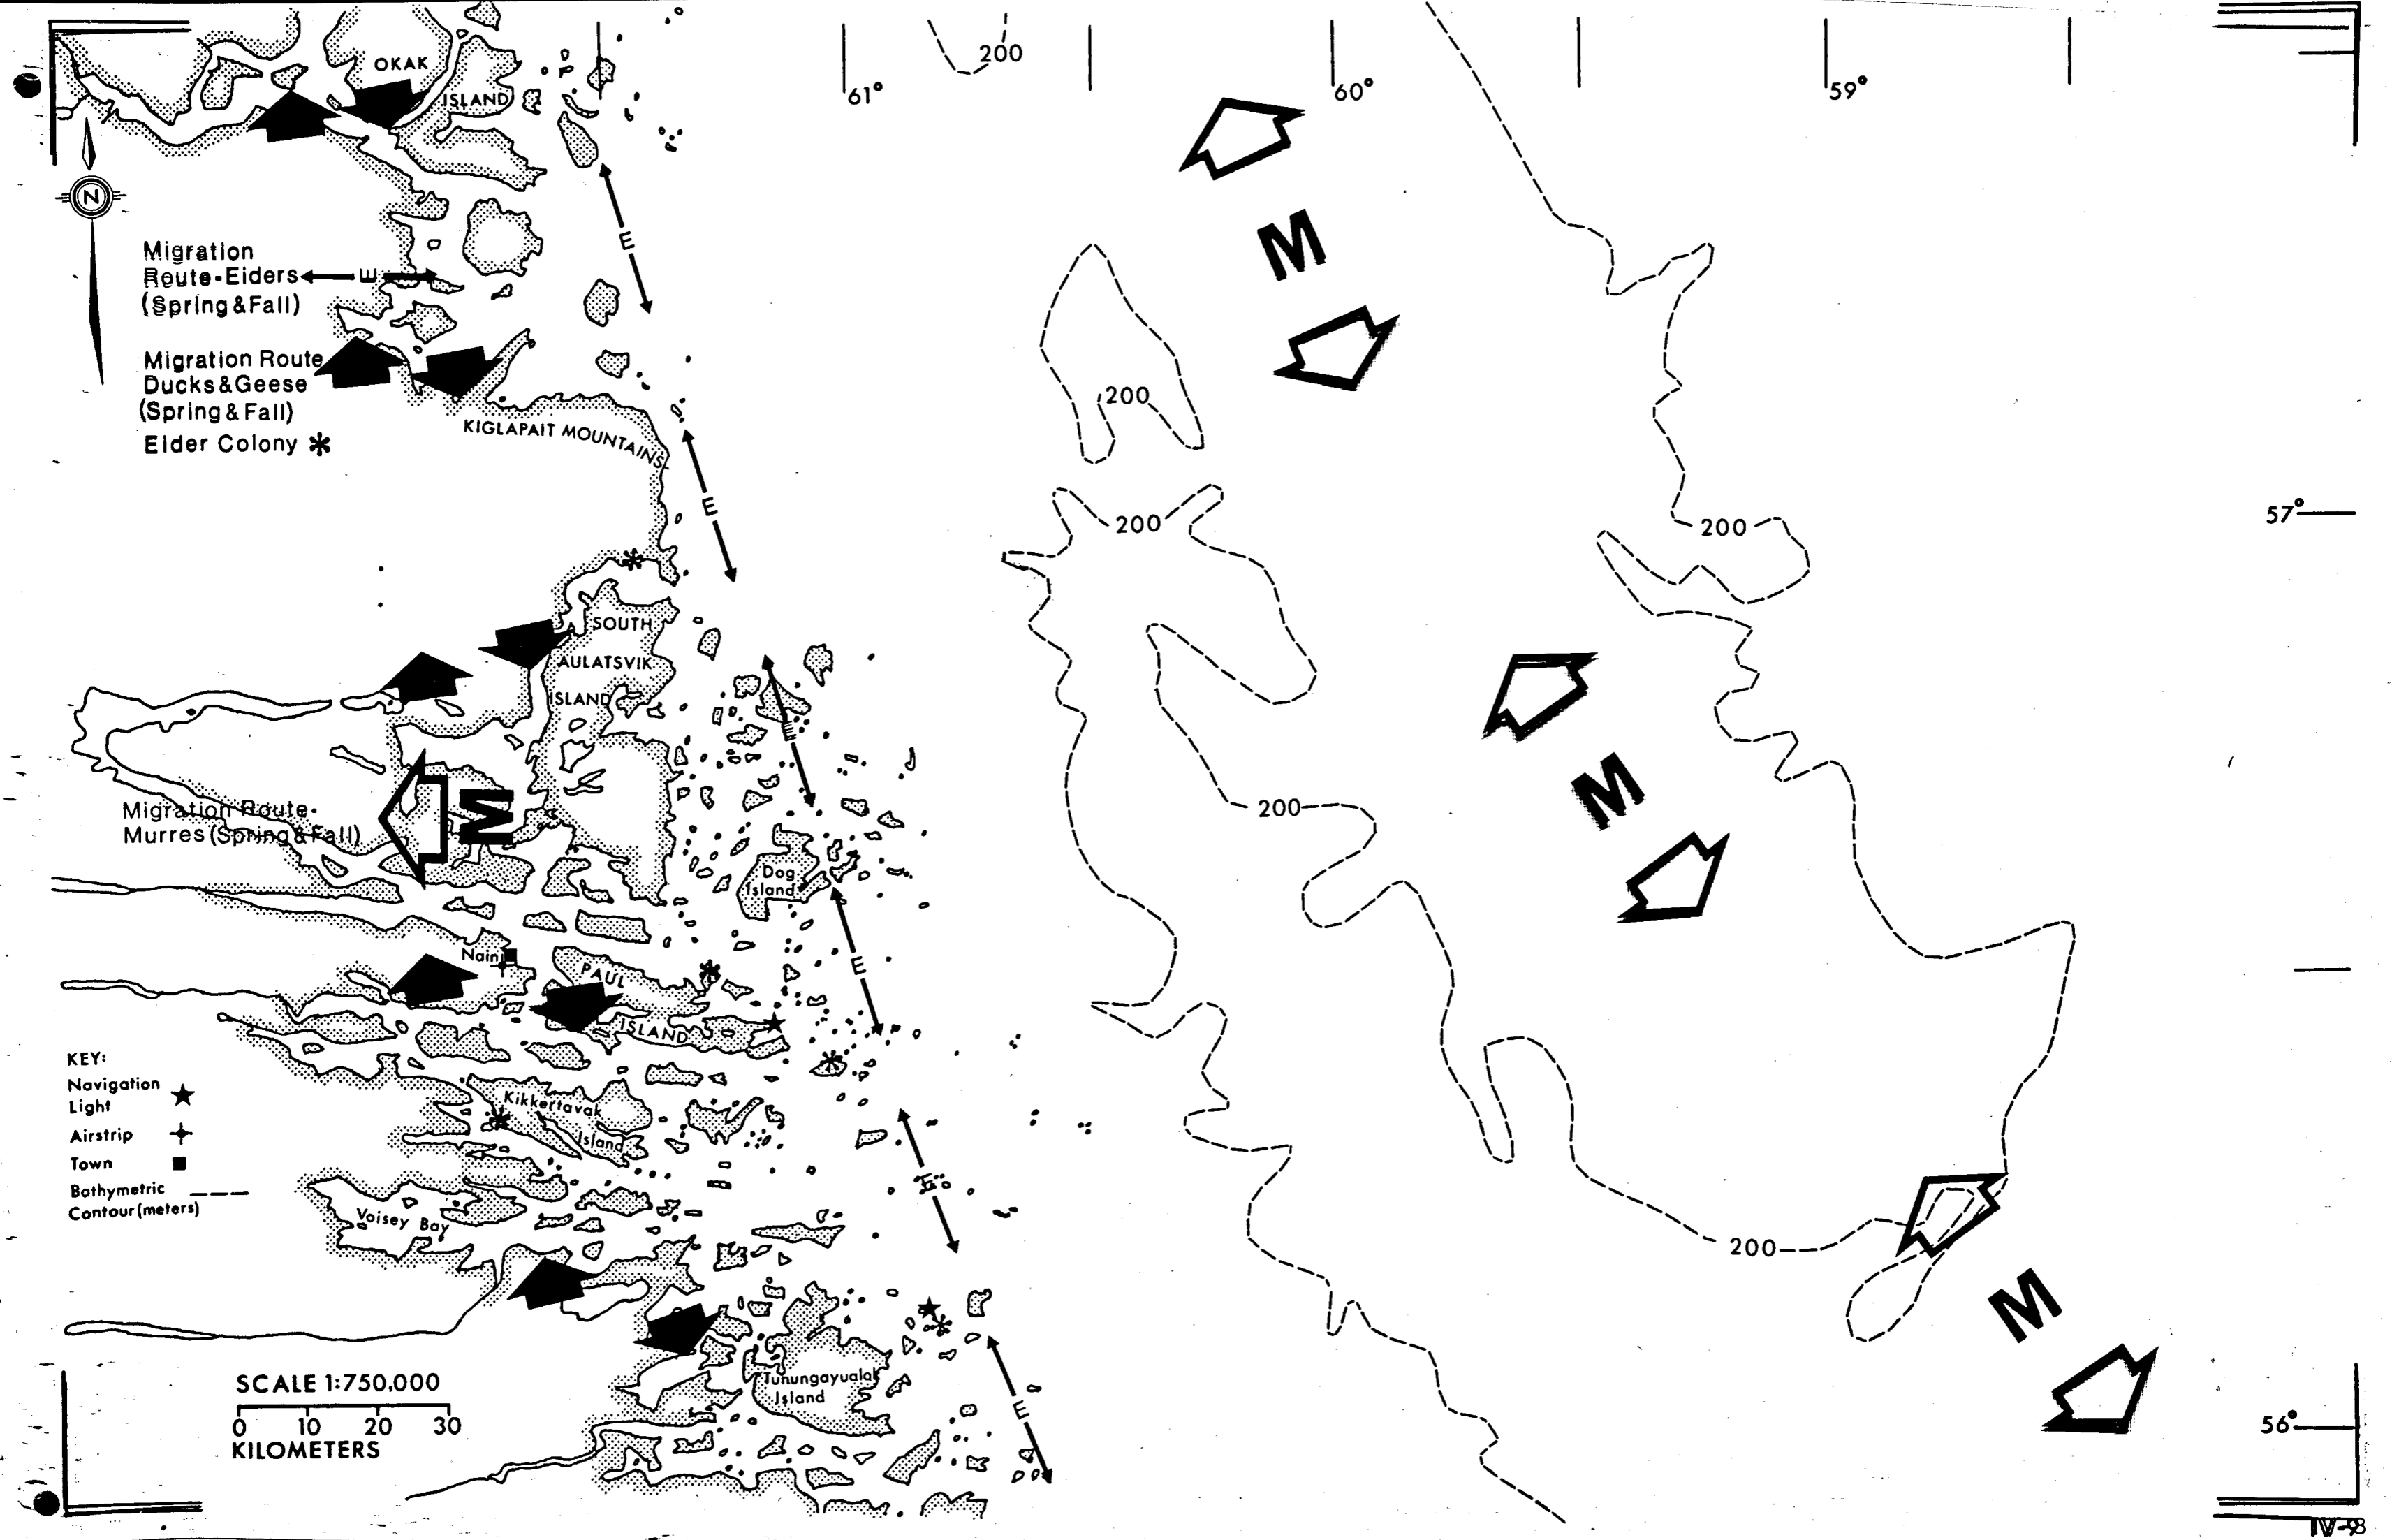 OKAK
ISLAND
200
61°
60°
59°
N
Migration
Route-Eiders E
(Spring & Fall)
E
M
Migration Route
Ducks & Geese
(Spring & Fall)
Eider Colony
200
KIGLAPAIT MOUNTAINS
E
200
200
57°
SOUTH
AULATSVIK
ISLAND
E
M
200
Migration Route-
Murres (Spring & Fall)
M
Dog
Island
Nain
PAUL
ISLAND
E
KEY:
Navigation
Light
Airstrip
Town
Bathymetric
Contour (meters)
Kikkertavak
Island
E
Voisey Bay
200
M
SCALE 1:750,000
0 10 20 30
KILOMETERS
Tunungayualok
Island
E
56°
IV-98